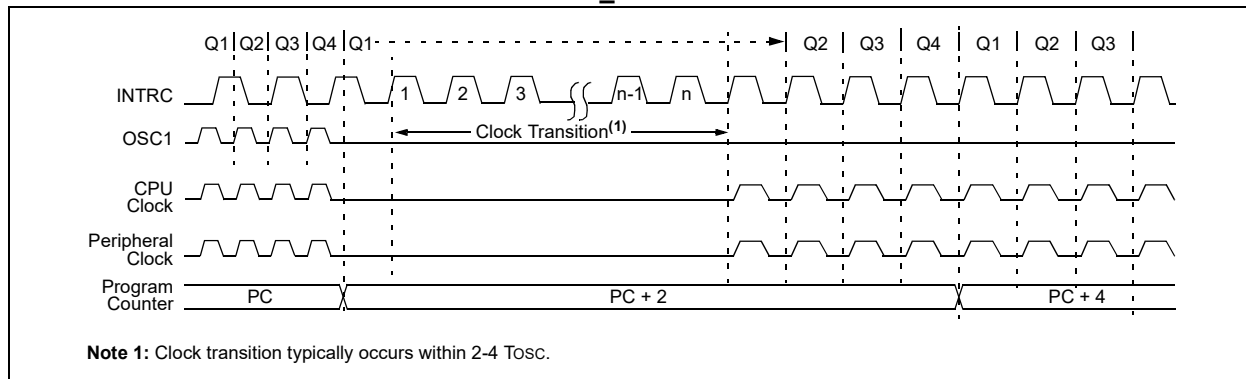 Q1 Q2 Q3 Q4 Q1 Q2 Q3 Q4 Q1 Q2 Q3
INTRC 1 2 3 n-1 n
Clock Transition(1)
OSC1
CPU
Clock
Peripheral
Clock
Program
Counter
PC PC + 2 PC + 4
Note 1: Clock transition typically occurs within 2-4 TOSC.